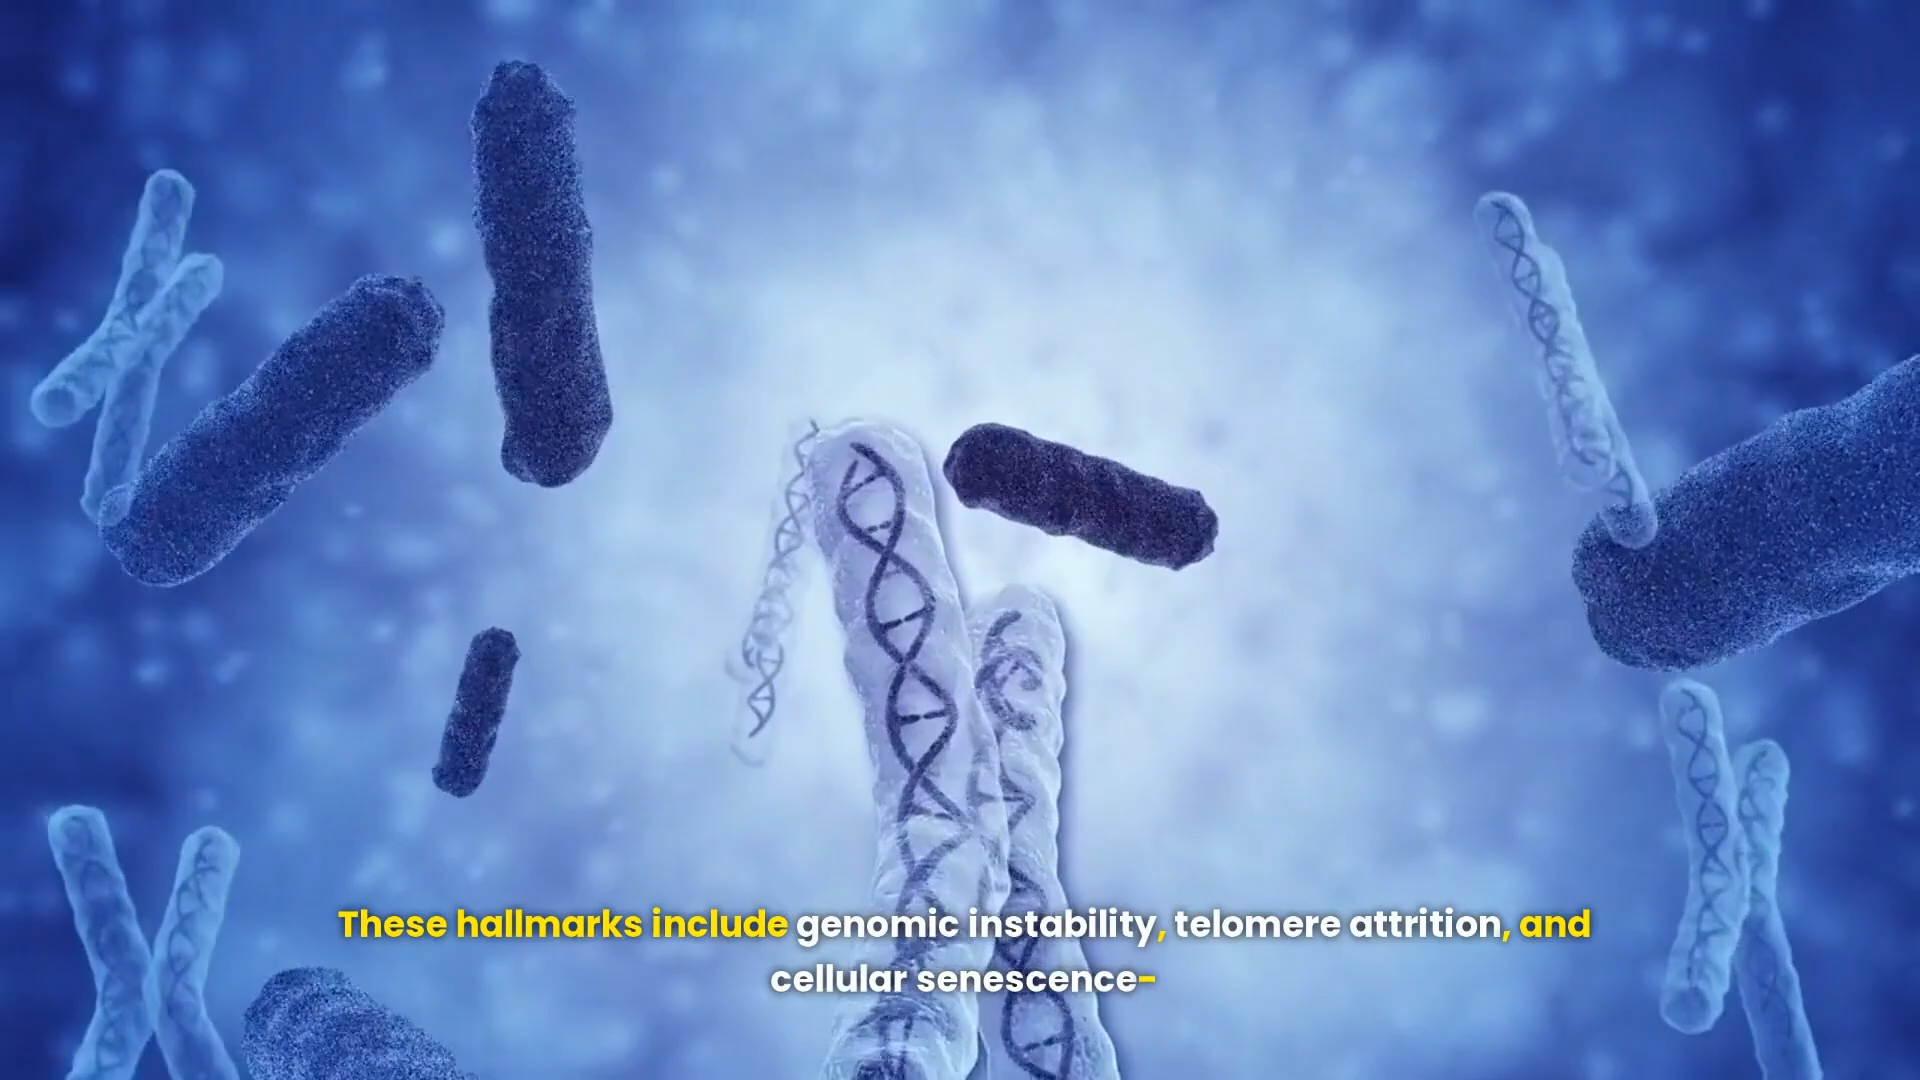 These hallmarks include genomic instability, telomere attrition, and
cellular senescence-